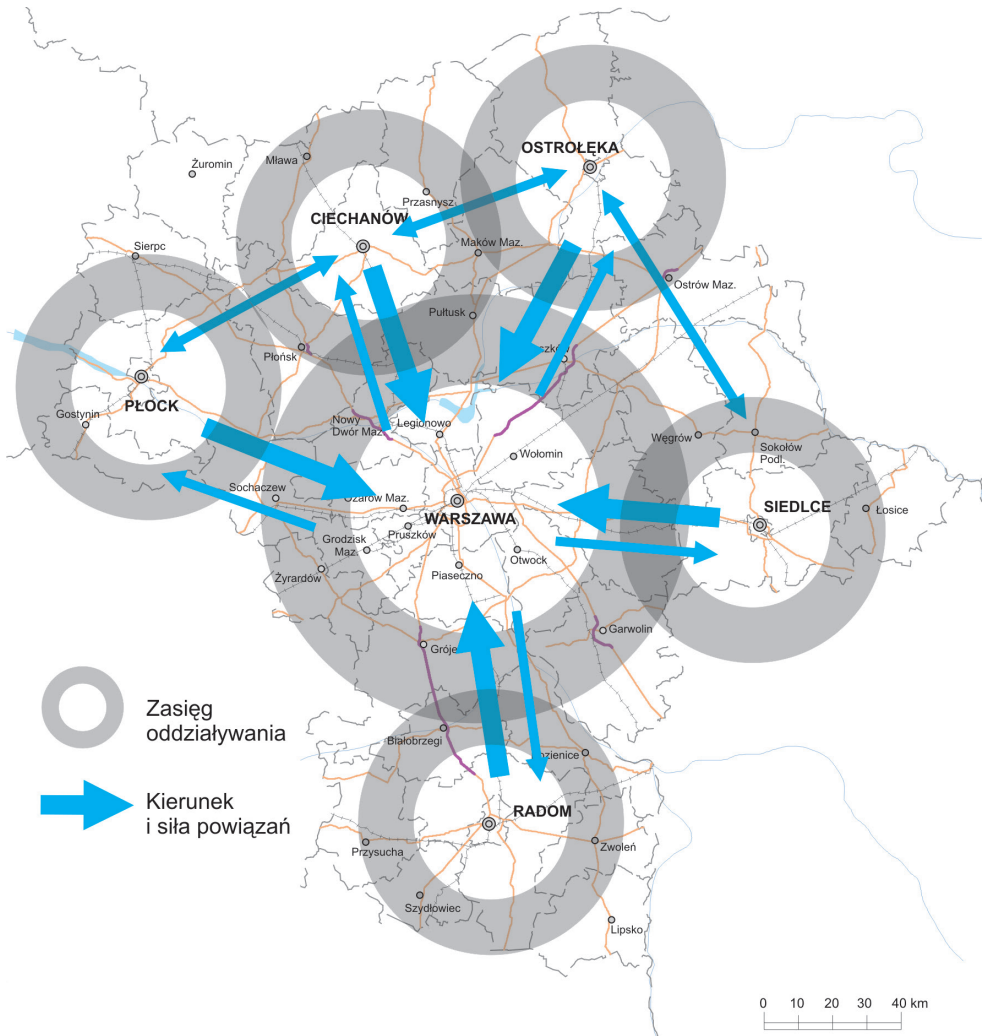 OSTROŁĘKA
Żuromin
Mława
Przasnysz
CIECHANÓW
Sierpc
Maków Maz.
Ostrów Maz.
Pułtusk
Płońsk
PŁOCK
Gostynin
Nowy
Dwór Maz.
Legionowo
Węgrów
Sokołów
Podl.
Wołomin
Sochaczew
Ożarów Maz.
WARSZAWA
SIEDLCE
Łosice
Pruszków
Grodzisk
Maz.
Otwock
Żyrardów
Piaseczno
Garwolin
Gróje
Zasięg
oddziaływania
Białobrzegi
zienice
Kierunek
i siła powiązań
RADOM
Przysucha
Zwoleń
Szydłowiec
Lipsko
0 10 20 30 40 km